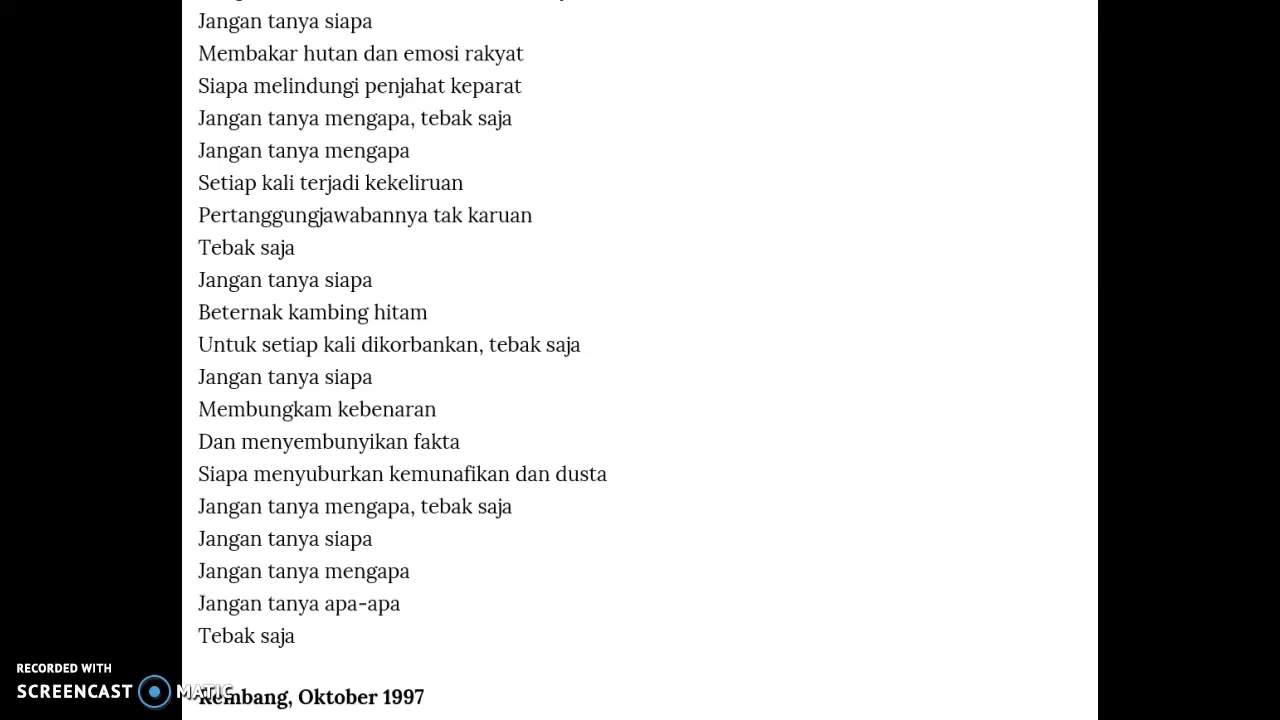 Jangan tanya siapa
Membakar hutan dan emosi rakyat
Siapa melindungi penjahat keparat
Jangan tanya mengapa, tebak saja
Jangan tanya mengapa
Setiap kali terjadi kekeliruan
Pertanggungjawabannya tak karuan
Tebak saja
Jangan tanya siapa
Beternak kambing hitam
Untuk setiap kali dikorbankan, tebak saja
Jangan tanya siapa
Membungkam kebenaran
Dan menyembunyikan fakta
Siapa menyuburkan kemunafikan dan dusta
Jangan tanya mengapa, tebak saja
Jangan tanya siapa
Jangan tanya mengapa
Jangan tanya apa-apa
Tebak saja
Rembang, Oktober 1997
RECORDED WITH
SCREENCAST MATIC